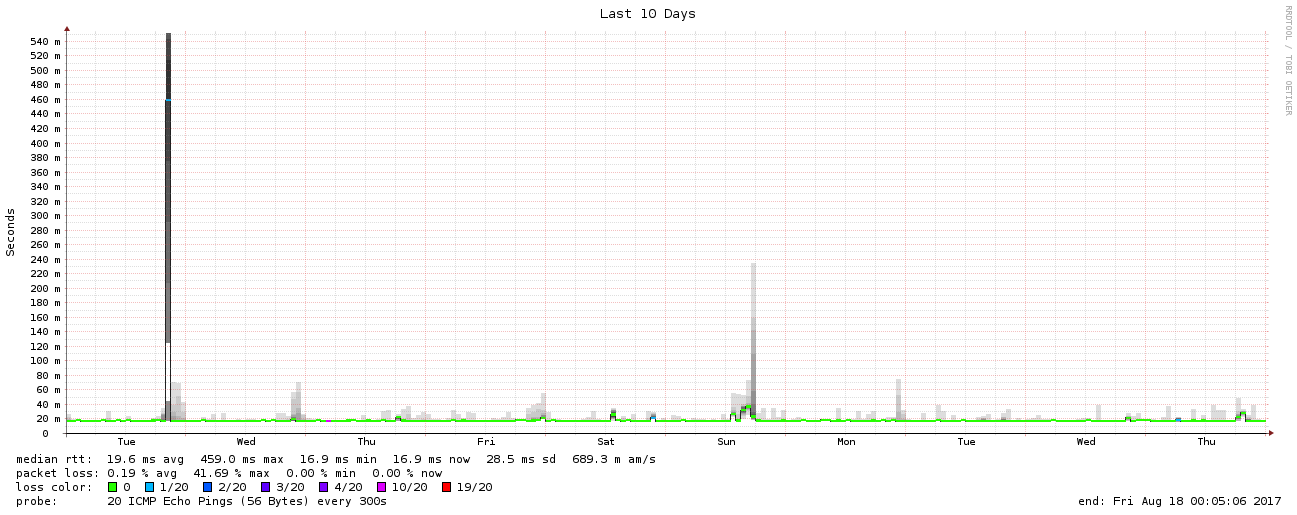 Last 10 Days
RRDTOOL / TOBI OETIKER
Seconds
540 m
520 m
500 m
480 m
460 m
440 m
420 m
400 m
380 m
360 m
340 m
320 m
300 m
280 m
260 m
240 m
220 m
200 m
180 m
160 m
140 m
120 m
100 m
80 m
60 m
40 m
20 m
0
Tue Wed Thu Fri Sat Sun Mon Tue Wed Thu
median rtt: 19.6 ms avg 459.0 ms max 16.9 ms min 16.9 ms now 28.5 ms sd 689.3 m am/s
packet loss: 0.19 % avg 41.69 % max 0.00 % min 0.00 % now
loss color: 0 1/20 2/20 3/20 4/20 10/20 19/20
probe: 20 ICMP Echo Pings (56 Bytes) every 300s end: Fri Aug 18 00:05:06 2017